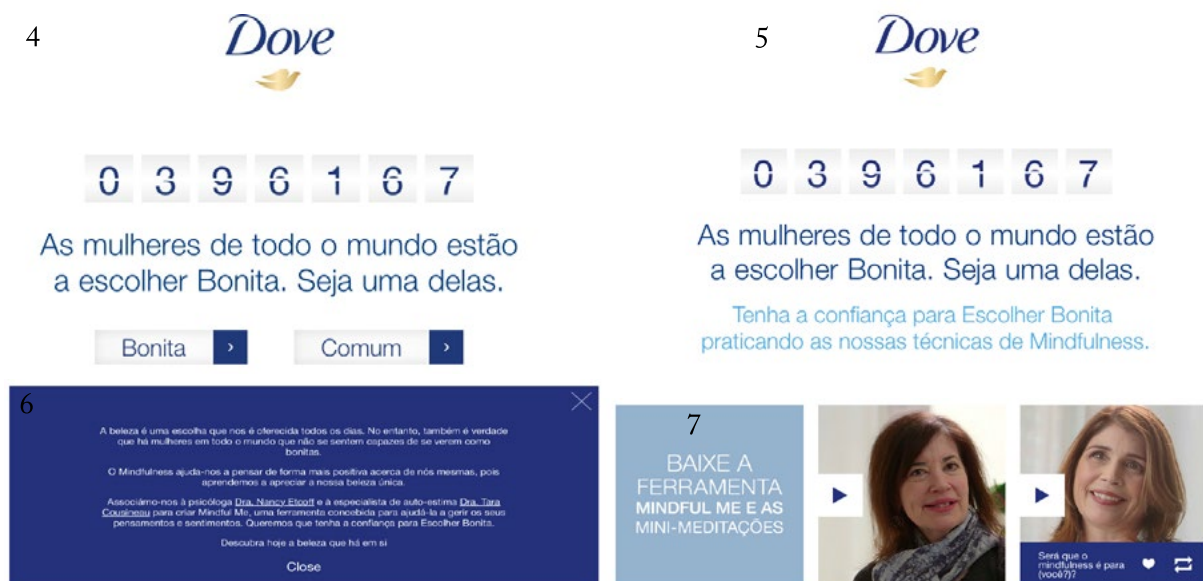 4
Dove
0 3 9 6 1 6 7
As mulheres de todo o mundo estão
a escolher Bonita. Seja uma delas.
Bonita ›
Comum ›
5
Dove
0 3 9 6 1 6 7
As mulheres de todo o mundo estão
a escolher Bonita. Seja uma delas.
Tenha a confiança para Escolher Bonita
praticando as nossas técnicas de Mindfulness.
6
A beleza é uma escolha que nos é oferecida todos os dias. No entanto, também é verdade
que há mulheres em todo o mundo que não se sentem capazes de se verem como
bonitas.
O Mindfulness ajuda-nos a pensar de forma mais positiva acerca de nós mesmas, pois
aprendemos a apreciar a nossa beleza única.
Associámo-nos à psicóloga Dra. Nancy Etcoff e à especialista de auto-estima Dra. Tara
Cousineau para criar Mindful Me, uma ferramenta concebida para ajudá-la a gerir os seus
pensamentos e sentimentos. Queremos que tenha a confiança para Escolher Bonita.
Descubra hoje a beleza que há em si
Close
7
BAIXE A
FERRAMENTA
MINDFUL ME E AS
MINI-MEDITAÇÕES
Será que o
mindfulness é para
(você?)?